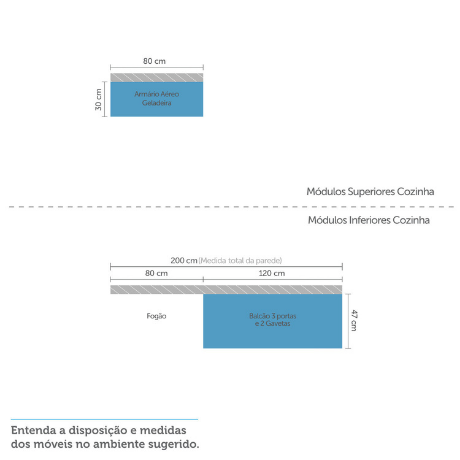 80 cm
30 cm
Armário Aéreo
Geladeira
Módulos Superiores Cozinha
Módulos Inferiores Cozinha
200 cm (Medida total da parede)
80 cm
120 cm
Fogão
Balcão 3 portas
e 2 Gavetas
47 cm
Entenda a disposição e medidas
dos móveis no ambiente sugerido.